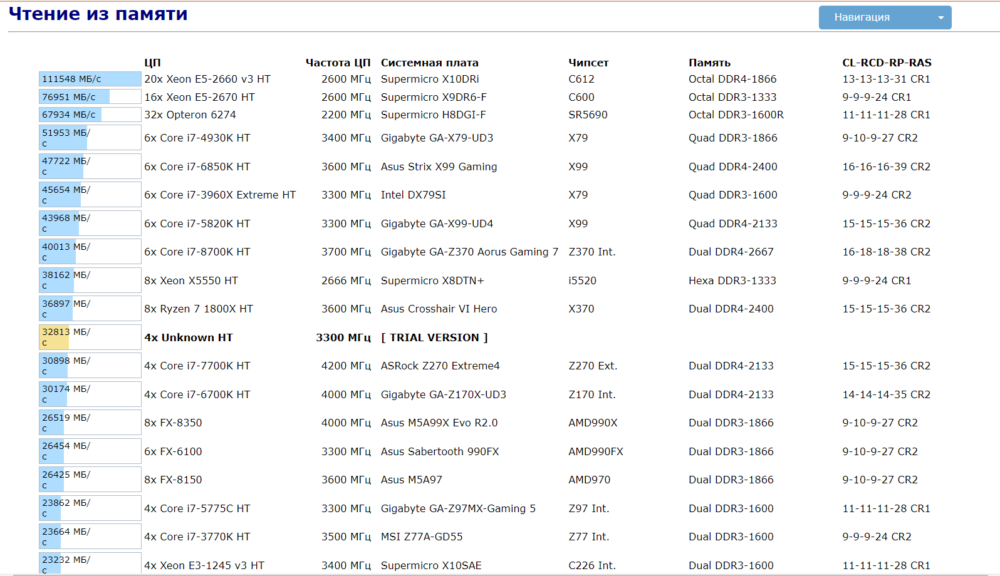 Чтение из памяти
Навигация
ЦП Частота ЦП Системная плата Чипсет Память CL-RCD-RP-RAS
111548 МБ/с 20x Xeon E5-2660 v3 HT 2600 МГц Supermicro X10DRi C612 Octal DDR4-1866 13-13-13-31 CR1
76951 МБ/с 16x Xeon E5-2670 HT 2600 МГц Supermicro X9DR6-F C600 Octal DDR3-1333 9-9-9-24 CR1
67934 МБ/с 32x Opteron 6274 2200 МГц Supermicro H8DGI-F SR5690 Octal DDR3-1600R 11-11-11-28 CR1
51953 МБ/с 6x Core i7-4930K HT 3400 МГц Gigabyte GA-X79-UD3 X79 Quad DDR3-1866 9-10-9-27 CR2
47722 МБ/с 6x Core i7-6850K HT 3600 МГц Asus Strix X99 Gaming X99 Quad DDR4-2400 16-16-16-39 CR2
45654 МБ/с 6x Core i7-3960X Extreme HT 3300 МГц Intel DX79SI X79 Quad DDR3-1600 9-9-9-24 CR2
43968 МБ/с 6x Core i7-5820K HT 3300 МГц Gigabyte GA-X99-UD4 X99 Quad DDR4-2133 15-15-15-36 CR2
40013 МБ/с 6x Core i7-8700K HT 3700 МГц Gigabyte GA-Z370 Aorus Gaming 7 Z370 Int. Dual DDR4-2667 16-18-18-38 CR2
38162 МБ/с 8x Xeon X5550 HT 2666 МГц Supermicro X8DTN+ i5520 Hexa DDR3-1333 9-9-9-24 CR1
36897 МБ/с 8x Ryzen 7 1800X HT 3600 МГц Asus Crosshair VI Hero X370 Dual DDR4-2400 15-15-15-36 CR2
32813 МБ/с 4x Unknown HT 3300 МГц [ TRIAL VERSION ]
30898 МБ/с 4x Core i7-7700K HT 4200 МГц ASRock Z270 Extreme4 Z270 Ext. Dual DDR4-2133 15-15-15-36 CR2
30174 МБ/с 4x Core i7-6700K HT 4000 МГц Gigabyte GA-Z170X-UD3 Z170 Int. Dual DDR4-2133 14-14-14-35 CR2
26519 МБ/с 8x FX-8350 4000 МГц Asus M5A99X Evo R2.0 AMD990X Dual DDR3-1866 9-10-9-27 CR2
26454 МБ/с 6x FX-6100 3300 МГц Asus Sabertooth 990FX AMD990FX Dual DDR3-1866 9-10-9-27 CR2
26425 МБ/с 8x FX-8150 3600 МГц Asus M5A97 AMD970 Dual DDR3-1866 9-10-9-27 CR2
23862 МБ/с 4x Core i7-5775C HT 3300 МГц Gigabyte GA-Z97MX-Gaming 5 Z97 Int. Dual DDR3-1600 11-11-11-28 CR1
23664 МБ/с 4x Core i7-3770K HT 3500 МГц MSI Z77A-GD55 Z77 Int. Dual DDR3-1600 9-9-9-24 CR2
23232 МБ/с 4x Xeon E3-1245 v3 HT 3400 МГц Supermicro X10SAE C226 Int. Dual DDR3-1600 11-11-11-28 CR1